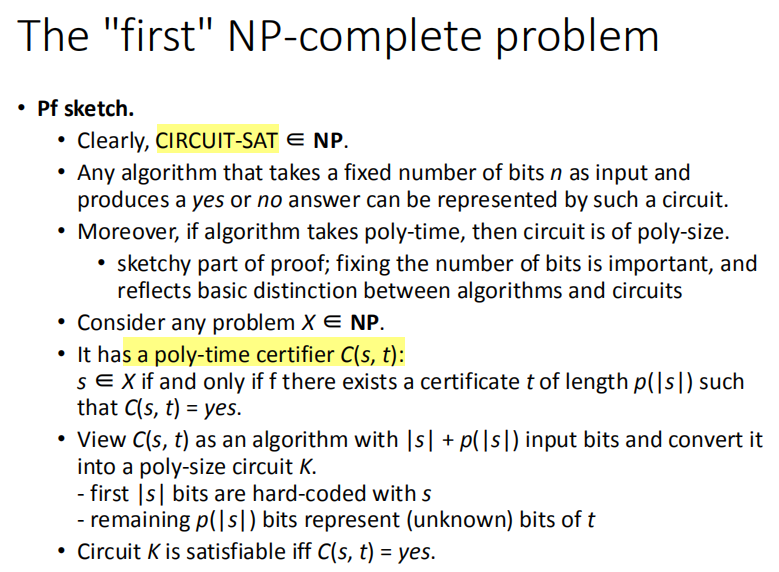 The "first" NP-complete problem
• Pf sketch.
• Clearly, CIRCUIT-SAT ∈ NP.
• Any algorithm that takes a fixed number of bits n as input and
produces a yes or no answer can be represented by such a circuit.
• Moreover, if algorithm takes poly-time, then circuit is of poly-size.
• sketchy part of proof; fixing the number of bits is important, and
reflects basic distinction between algorithms and circuits
• Consider any problem X ∈ NP.
• It has a poly-time certifier C(s, t):
s ∈ X if and only if f there exists a certificate t of length p(|s|) such
that C(s, t) = yes.
• View C(s, t) as an algorithm with |s| + p(|s|) input bits and convert it
into a poly-size circuit K.
- first |s| bits are hard-coded with s
- remaining p(|s|) bits represent (unknown) bits of t
• Circuit K is satisfiable iff C(s, t) = yes.